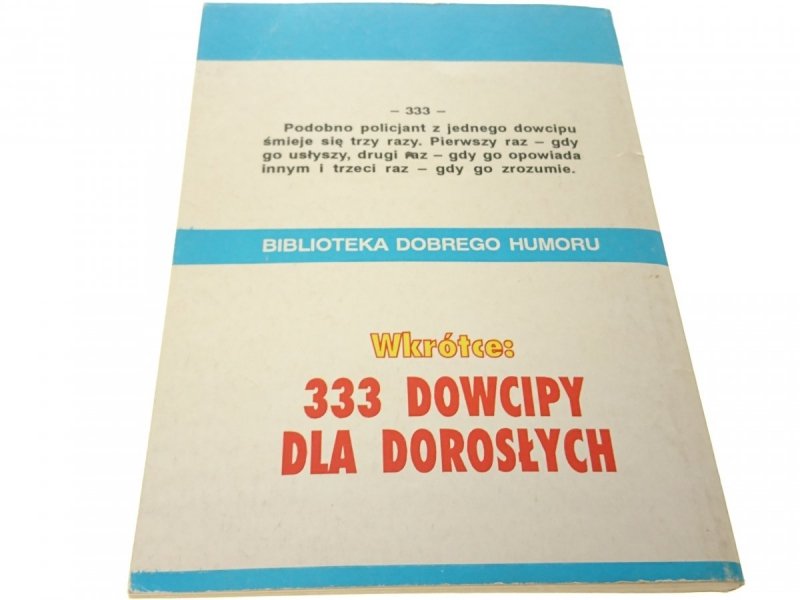 – 333 –
Podobno policjant z jednego dowcipu
śmieje się trzy razy. Pierwszy raz – gdy
go usłyszy, drugi raz – gdy go opowiada
innym i trzeci raz – gdy go zrozumie.
BIBLIOTEKA DOBREGO HUMORU
Wkrótce:
333 DOWCIPY
DLA DOROSŁYCH